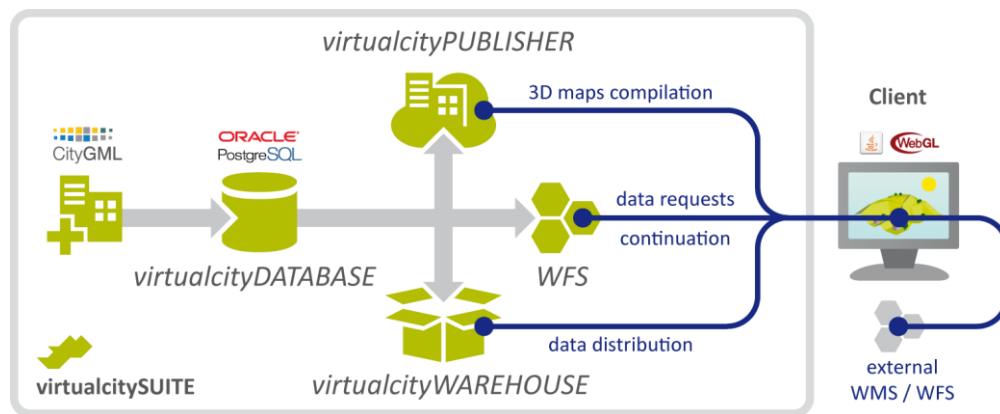 virtualcityPUBLISHER
3D maps compilation
Client
CityGML
ORACLE®
PostgreSQL
WebGL
data requests
continuation
virtualcityDATABASE
WFS
data distribution
virtualcitySUITE
virtualcityWAREHOUSE
external
WMS / WFS